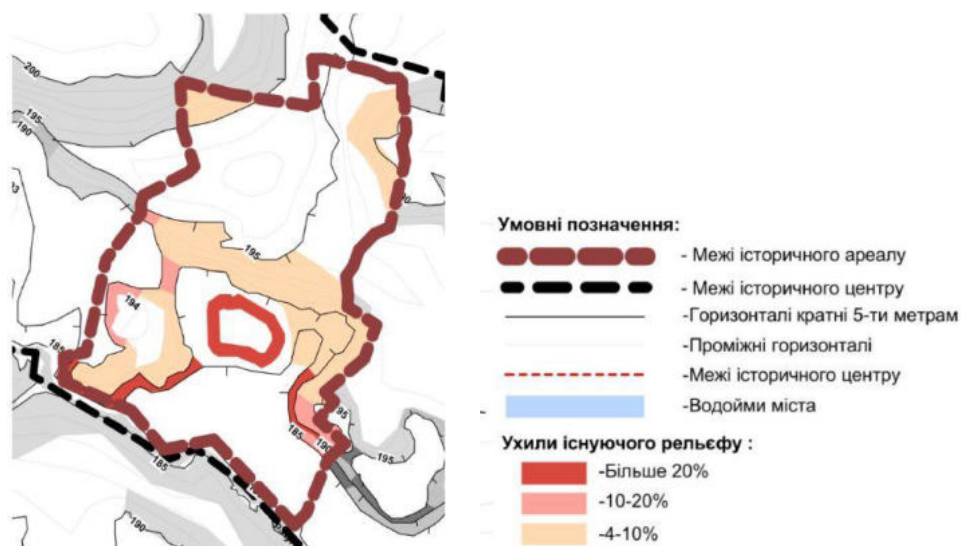 200
195
190
194
195
185
185
195
190
185
195
190
Умовні позначення:
- Межі історичного ареалу
- Межі історичного центру
-Горизонталі кратні 5-ти метрам
-Проміжні горизонталі
-Межі історичного центру
-Водойми міста
Ухили існуючого рельєфу :
-Більше 20%
-10-20%
-4-10%